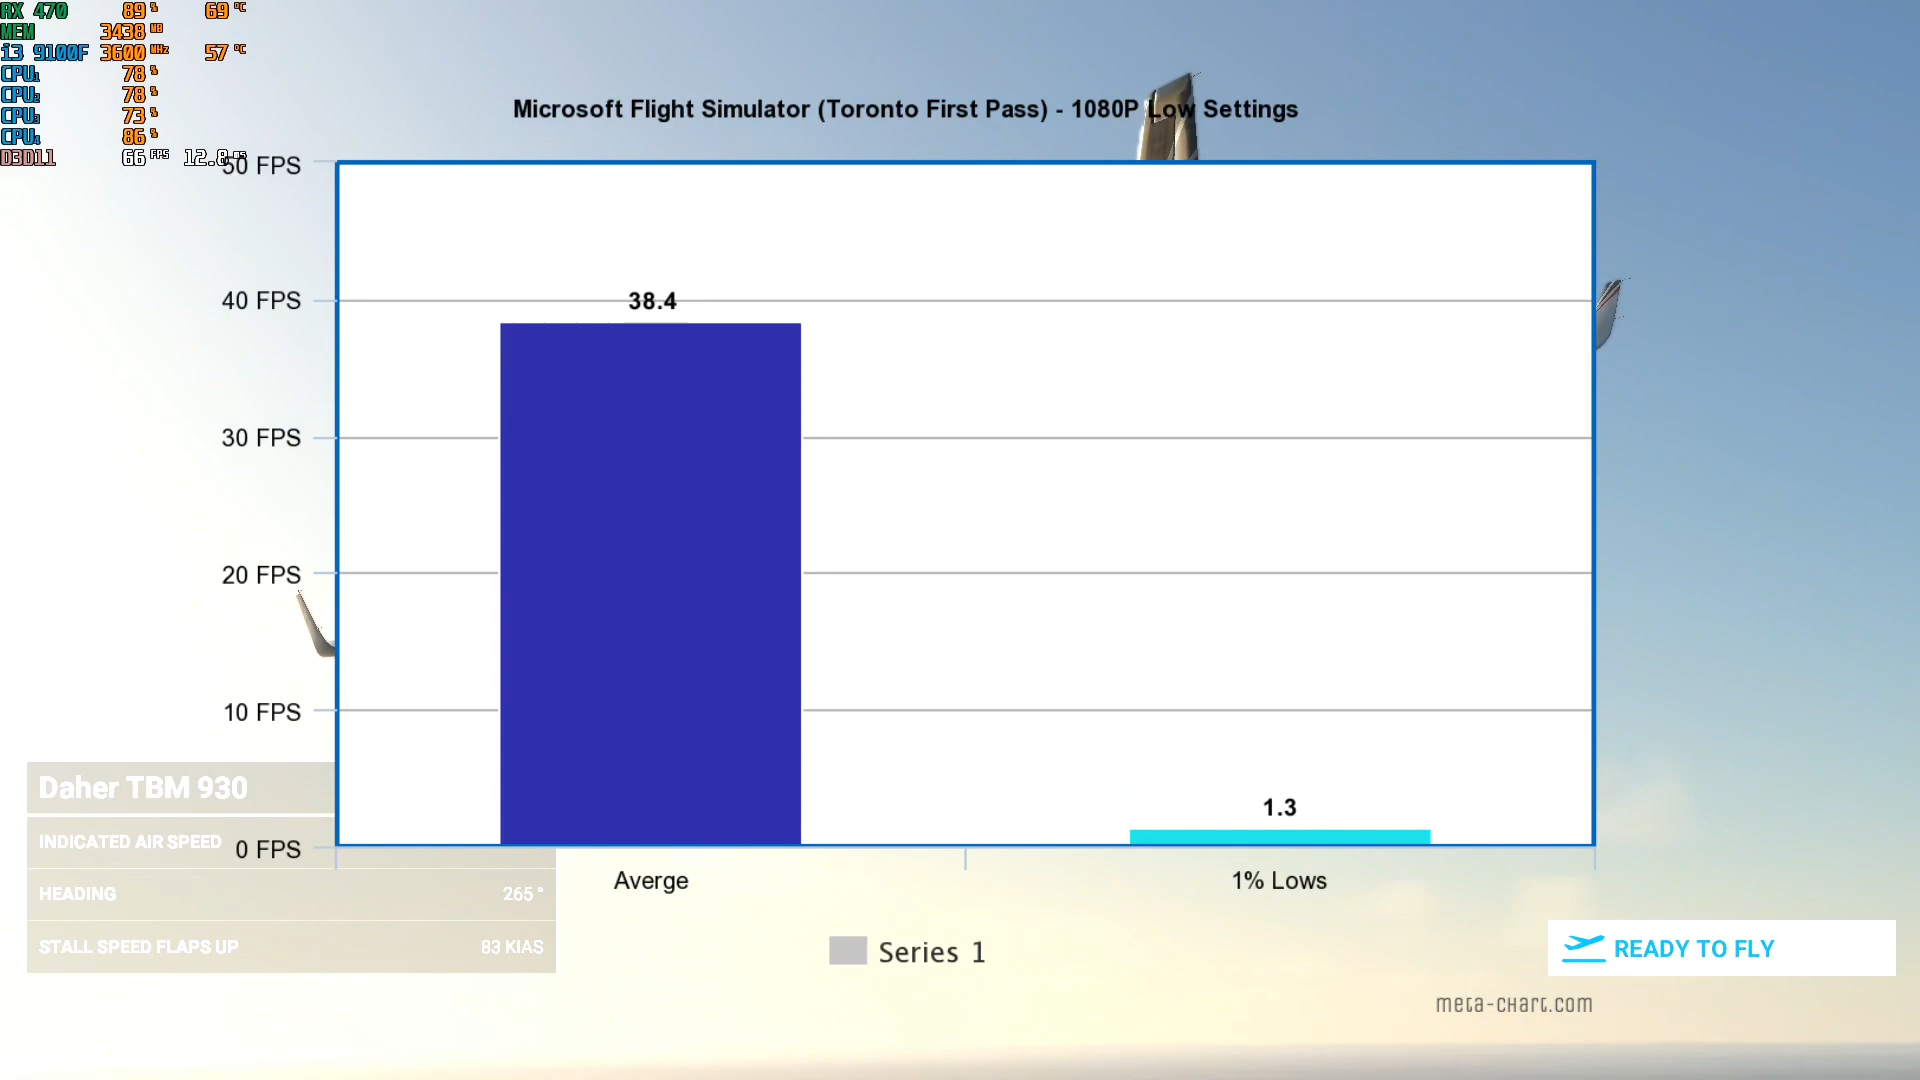 RX 470 89 % 69 °C
MEM 3438 MB
i3 9100F 3600 MHz 57 °C
CPU1 78 %
CPU2 78 %
CPU3 73 %
CPU4 86 %
D3D11 66 FPS 12.8 ms
Microsoft Flight Simulator (Toronto First Pass) - 1080P Low Settings
50 FPS
40 FPS
30 FPS
20 FPS
10 FPS
0 FPS
38.4
1.3
Averge
1% Lows
Series 1
meta-chart.com
Daher TBM 930
INDICATED AIR SPEED
HEADING 265 °
STALL SPEED FLAPS UP 83 KIAS
READY TO FLY